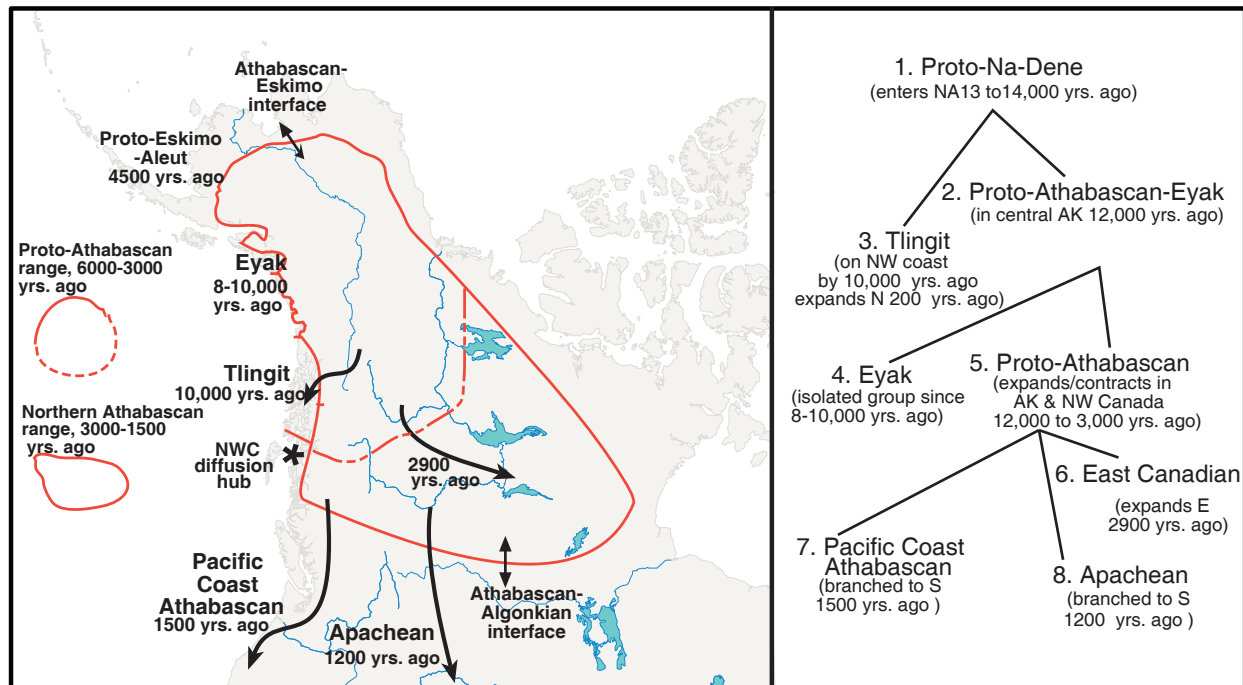 Athabascan-
Eskimo
interface
Proto-Eskimo
-Aleut
4500 yrs. ago
Proto-Athabascan
range, 6000-3000
yrs. ago
Eyak
8-10,000
yrs. ago
Tlingit
10,000 yrs. ago
Northern Athabascan
range, 3000-1500
yrs. ago
NWC
diffusion
hub
*
2900
yrs. ago
Pacific
Coast
Athabascan
1500 yrs. ago
Apachean
1200 yrs. ago
Athabascan-
Algonkian
interface
1. Proto-Na-Dene
(enters NA13 to14,000 yrs. ago)
2. Proto-Athabascan-Eyak
(in central AK 12,000 yrs. ago)
3. Tlingit
(on NW coast
by 10,000 yrs. ago
expands N 200 yrs. ago)
4. Eyak
(isolated group since
8-10,000 yrs. ago)
5. Proto-Athabascan
(expands/contracts in
AK & NW Canada
12,000 to 3,000 yrs. ago)
6. East Canadian
(expands E
2900 yrs. ago)
7. Pacific Coast
Athabascan
(branched to S
1500 yrs. ago )
8. Apachean
(branched to S
1200 yrs. ago )